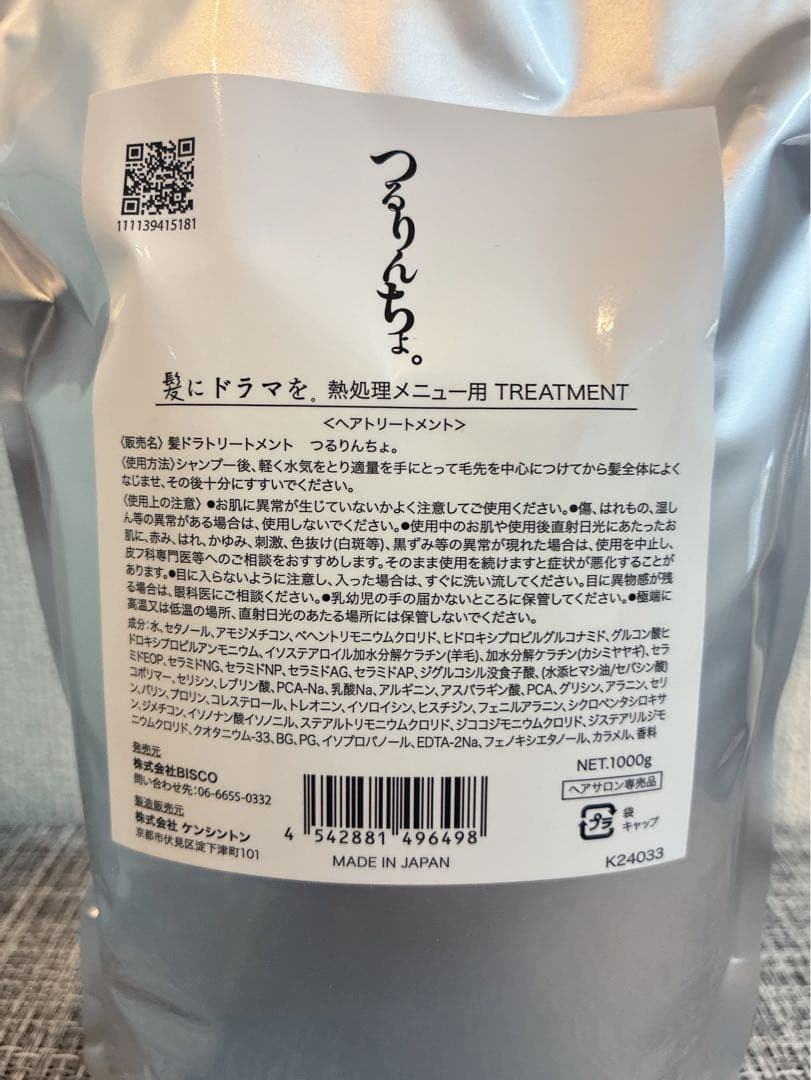 111139415181
つるりんちょ。
髪にドラマを。熱処理メニュー用 TREATMENT
<ヘアトリートメント>
〈販売名〉髪ドラトリートメント　つるりんちょ。
〈使用方法〉シャンプー後、軽く水気をとり適量を手にとって毛先を中心につけてから髪全体によく
なじませ、その後十分にすすいでください。
〈使用上の注意〉●お肌に異常が生じていないかよく注意してご使用ください。●傷、はれもの、湿し
ん等の異常がある場合は、使用しないでください。●使用中のお肌や使用後直射日光にあたったお
肌に、赤み、はれ、かゆみ、刺激、色抜け(白斑等)、黒ずみ等の異常が現れた場合は、使用を中止し、
皮フ科専門医等へのご相談をおすすめします。そのまま使用を続けますと症状が悪化することが
あります。●目に入らないように注意し、入った場合は、すぐに洗い流してください。目に異物感が残
る場合は、眼科医にご相談ください。●乳幼児の手の届かないところに保管してください。●極端に
高温又は低温の場所、直射日光のあたる場所には保管しないでください。
成分:水、セタノール、アモジメチコン、ベヘントリモニウムクロリド、ヒドロキシプロピルグルコナミド、グルコン酸ヒ
ドロキシプロピルアンモニウム、イソステアロイル加水分解ケラチン(羊毛)、加水分解ケラチン(カシミヤヤギ)、セラ
ミドEOP、セラミドNG、セラミドNP、セラミドAG、セラミドAP、ジグルコシル没食子酸、(水添ヒマシ油/セバシン酸)
コポリマー、セリシン、レブリン酸、PCA-Na、乳酸Na、アルギニン、アスパラギン酸、PCA、グリシン、アラニン、セリ
ン、バリン、プロリン、コレステロール、トレオニン、イソロイシン、ヒスチジン、フェニルアラニン、シクロペンタシロキサ
ン、ジメチコン、イソノナン酸イソノニル、ステアルトリモニウムクロリド、ジココジモニウムクロリド、ジステアリルジモ
ニウムクロリド、クオタニウム-33、BG、PG、イソプロパノール、EDTA-2Na、フェノキシエタノール、カラメル、香料
発売元
株式会社BISCO
問い合わせ先:06-6655-0332
製造販売元
株式会社 ケンシントン
京都市伏見区淀下津町101
4 542881 496498
MADE IN JAPAN
NET.1000g
ヘアサロン専売品
プラ
袋
キャップ
K24033